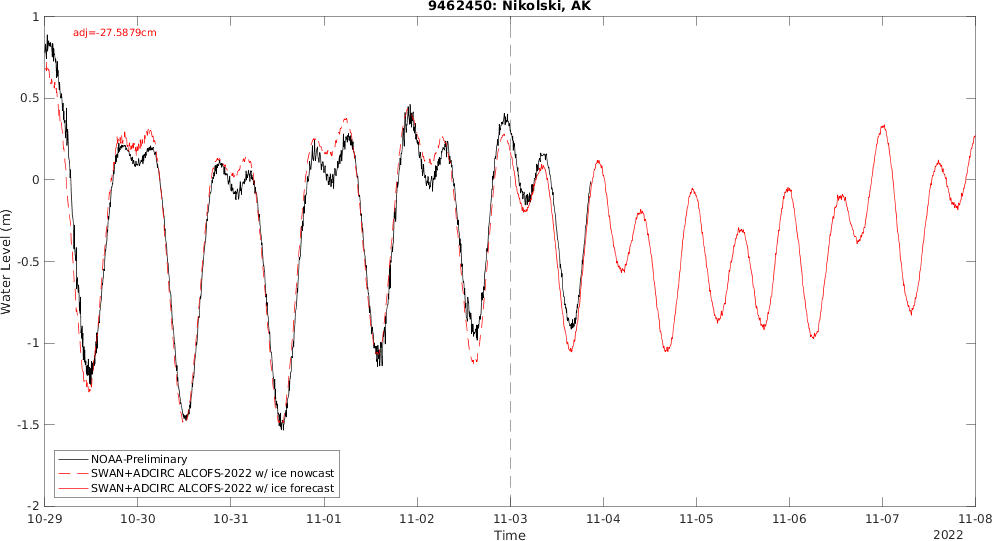 9462450: Nikolski, AK
adj=-27.5879cm
Water Level (m)
1
0.5
0
-0.5
-1
-1.5
-2
NOAA-Preliminary
SWAN+ADCIRC ALCOFS-2022 w/ ice nowcast
SWAN+ADCIRC ALCOFS-2022 w/ ice forecast
10-29 10-30 10-31 11-01 11-02 11-03 11-04 11-05 11-06 11-07 11-08
Time
2022